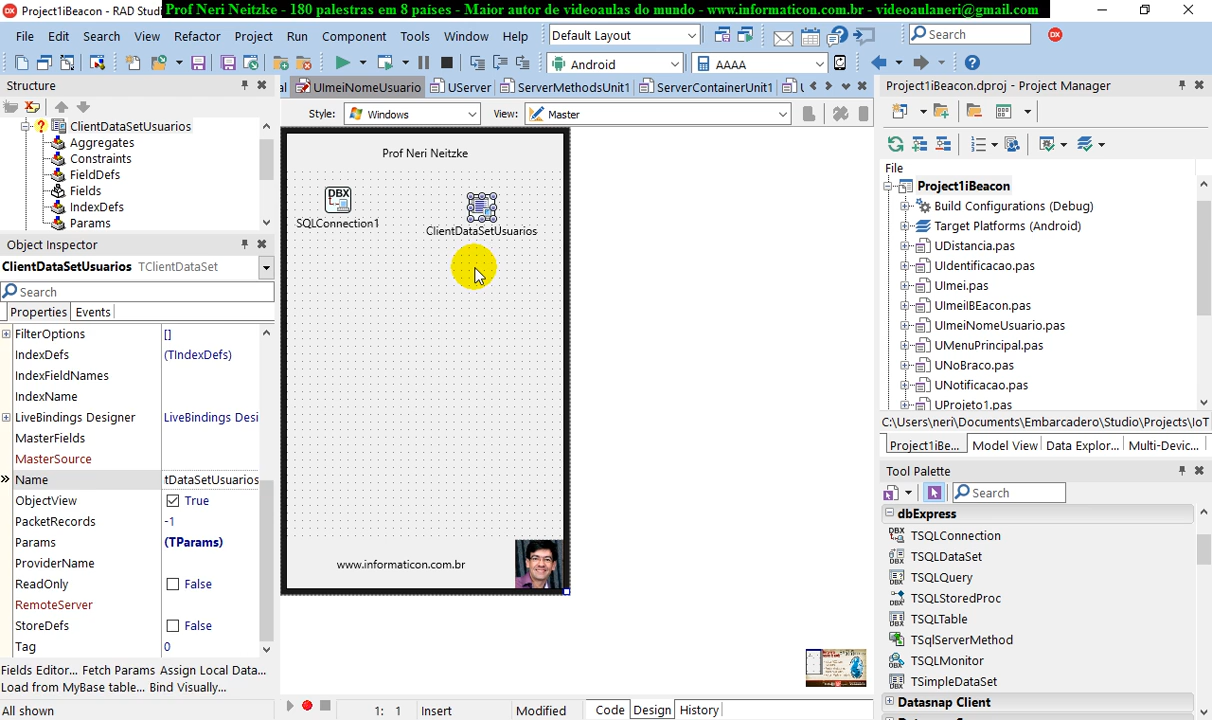 Project1iBeacon - RAD Studi
Prof Neri Neitzke - 180 palestras em 8 países - Maior autor de videoaulas do mundo - www.informaticon.com.br - videoaulaneri@gmail.com
File Edit Search View Refactor Project Run Component Tools Window Help
Default Layout
Search
Android
AAAA
Structure
ClientDataSetUsuarios
Aggregates
Constraints
FieldDefs
Fields
IndexDefs
Params
Object Inspector
ClientDataSetUsuarios TClientDataSet
Search
Properties Events
FilterOptions []
IndexDefs (TIndexDefs)
IndexFieldNames
IndexName
LiveBindings Designer LiveBindings Desi
MasterFields
MasterSource
Name tDataSetUsuarios
ObjectView True
PacketRecords -1
Params (TParams)
ProviderName
ReadOnly False
RemoteServer
StoreDefs False
Tag 0
Fields Editor... Fetch Params Assign Local Data...
Load from MyBase table... Bind Visually...
All shown
al UImeiNomeUsuario UServer ServerMethodsUnit1 ServerContainerUnit1 U
Style: Windows View: Master
Prof Neri Neitzke
DBX
SQLConnection1
ClientDataSetUsuarios
www.informaticon.com.br
1: 1 Insert Modified Code Design History
Project1iBeacon.dproj - Project Manager
File
Project1iBeacon
Build Configurations (Debug)
Target Platforms (Android)
UDistancia.pas
UIdentificacao.pas
UImei.pas
UImeiIBEacon.pas
UImeiNomeUsuario.pas
UMenuPrincipal.pas
UNoBraco.pas
UNotificacao.pas
UProjeto1.pas
C:\Users\neri\Documents\Embarcadero\Studio\Projects\IoT
Project1iBe... Model View Data Explor... Multi-Devic...
Tool Palette
Search
dbExpress
TSQLConnection
TSQLDataSet
TSQLQuery
TSQLStoredProc
TSQLTable
TSqlServerMethod
TSQLMonitor
TSimpleDataSet
Datasnap Client